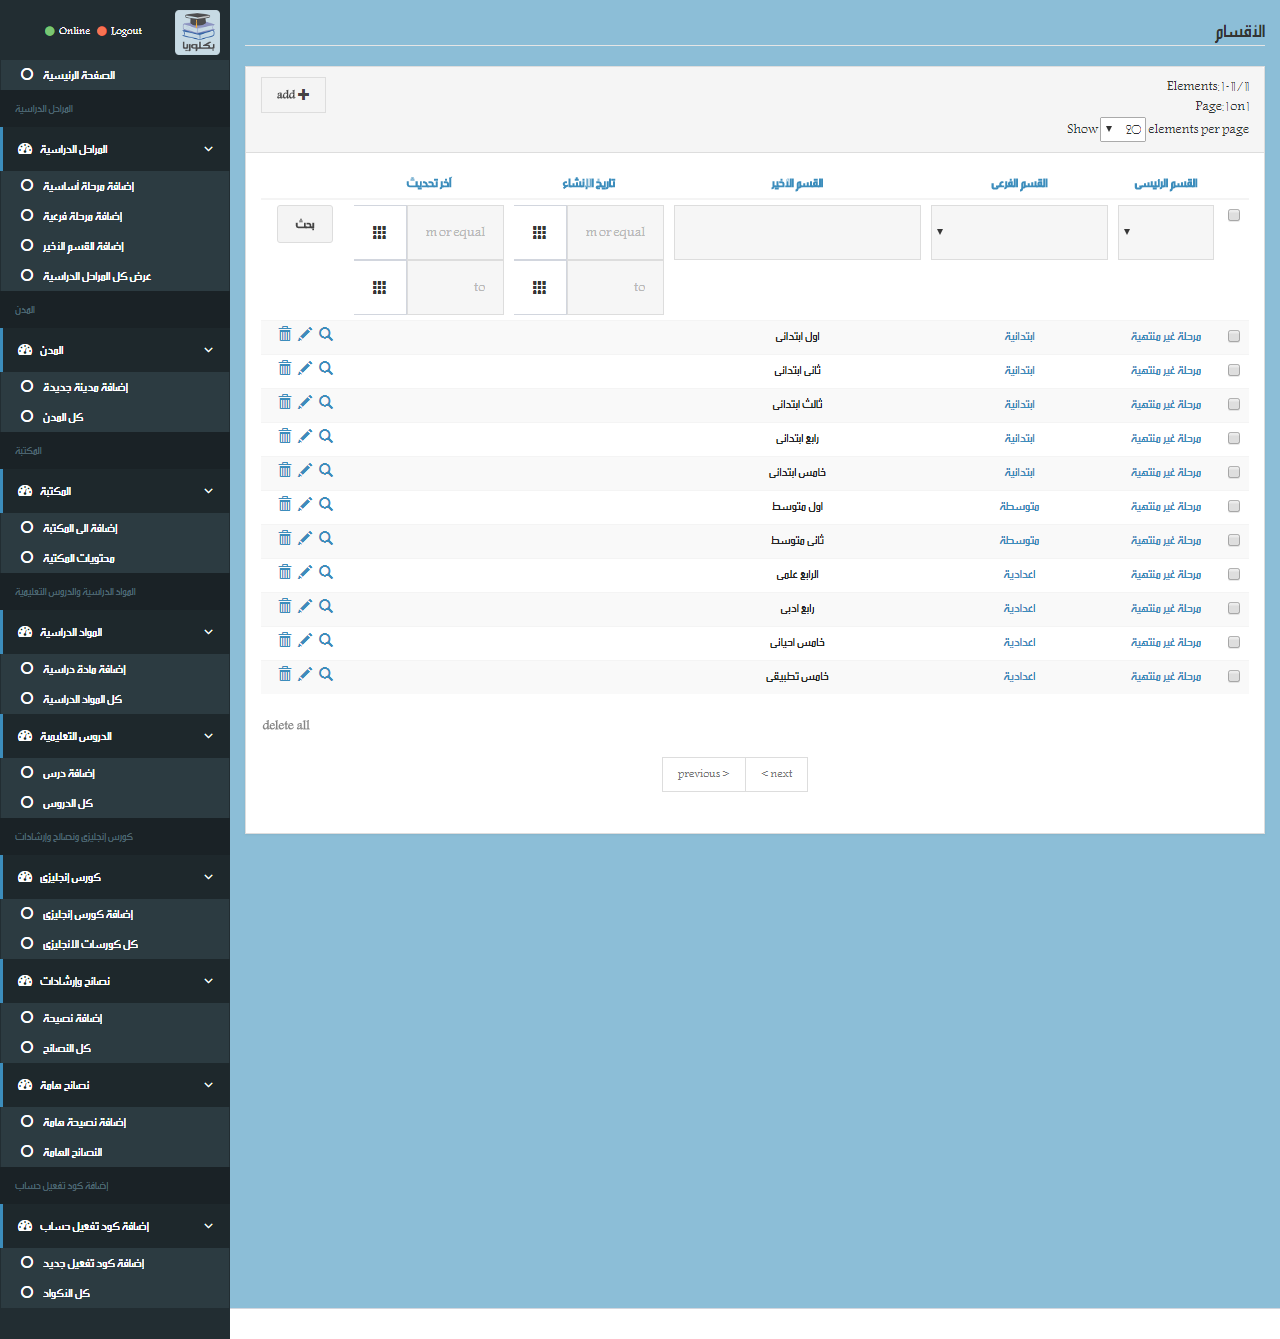 Online Logout
بكلوريا
الصفحة الرئيسية
المراحل الدراسية
المراحل الدراسية
إضافة مرحلة أساسية
إضافة مرحلة فرعية
إضافة القسم الأخير
عرض كل المراحل الدراسية
المدن
المدن
إضافة مدينة جديدة
كل المدن
المكتبة
المكتبة
إضافة الى المكتبة
محتويات المكتبة
المواد الدراسية والدروس التعليمية
المواد الدراسية
إضافة مادة دراسية
كل المواد الدراسية
الدروس التعليمية
إضافة درس
كل الدروس
كورس إنجليزى ونصائح وإرشادات
كورس إنجليزى
إضافة كورس إنجليزى
كل كورسات الانجليزى
نصائح وإرشادات
إضافة نصيحة
كل النصائح
نصائح هامة
إضافة نصيحة هامة
النصائح الهامة
إضافة كود تفعيل حساب
إضافة كود تفعيل حساب
إضافة كود تفعيل جديد
كل الاكواد
الأقسام
add
Elements:1-11/11
Page:1on1
Show 20 elements per page
القسم الرئيسى القسم الفرعى القسم الأخير تاريخ الإنشاء أخر تحديث
m or equal m or equal بحث
to to
مرحلة غير منتهية ابتدائية اول ابتدائى
مرحلة غير منتهية ابتدائية ثانى ابتدائى
مرحلة غير منتهية ابتدائية ثالث ابتدائى
مرحلة غير منتهية ابتدائية رابع ابتدائى
مرحلة غير منتهية ابتدائية خامس ابتدائى
مرحلة غير منتهية متوسطة اول متوسط
مرحلة غير منتهية متوسطة ثانى متوسط
مرحلة غير منتهية اعدادية الرابع علمى
مرحلة غير منتهية اعدادية رابع ادبى
مرحلة غير منتهية اعدادية خامس احيائى
مرحلة غير منتهية اعدادية خامس تطبيقى
delete all
previous > < next